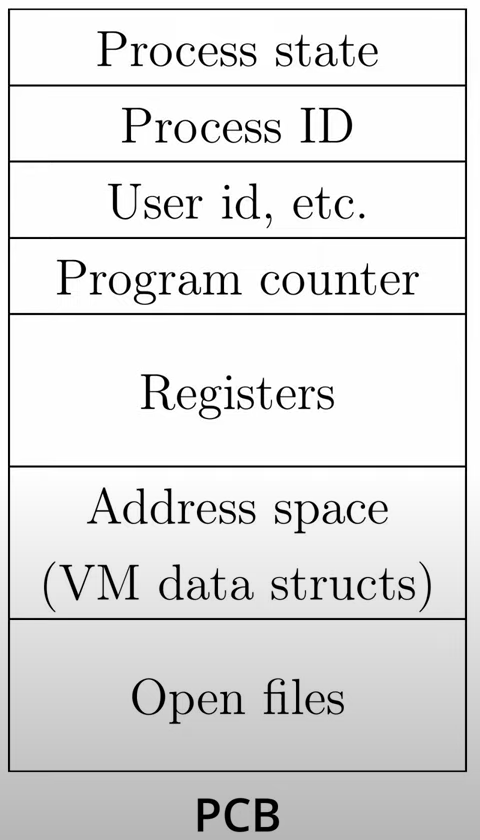 Process state
Process ID
User id, etc.
Program counter
Registers
Address space
(VM data structs)
Open files
PCB